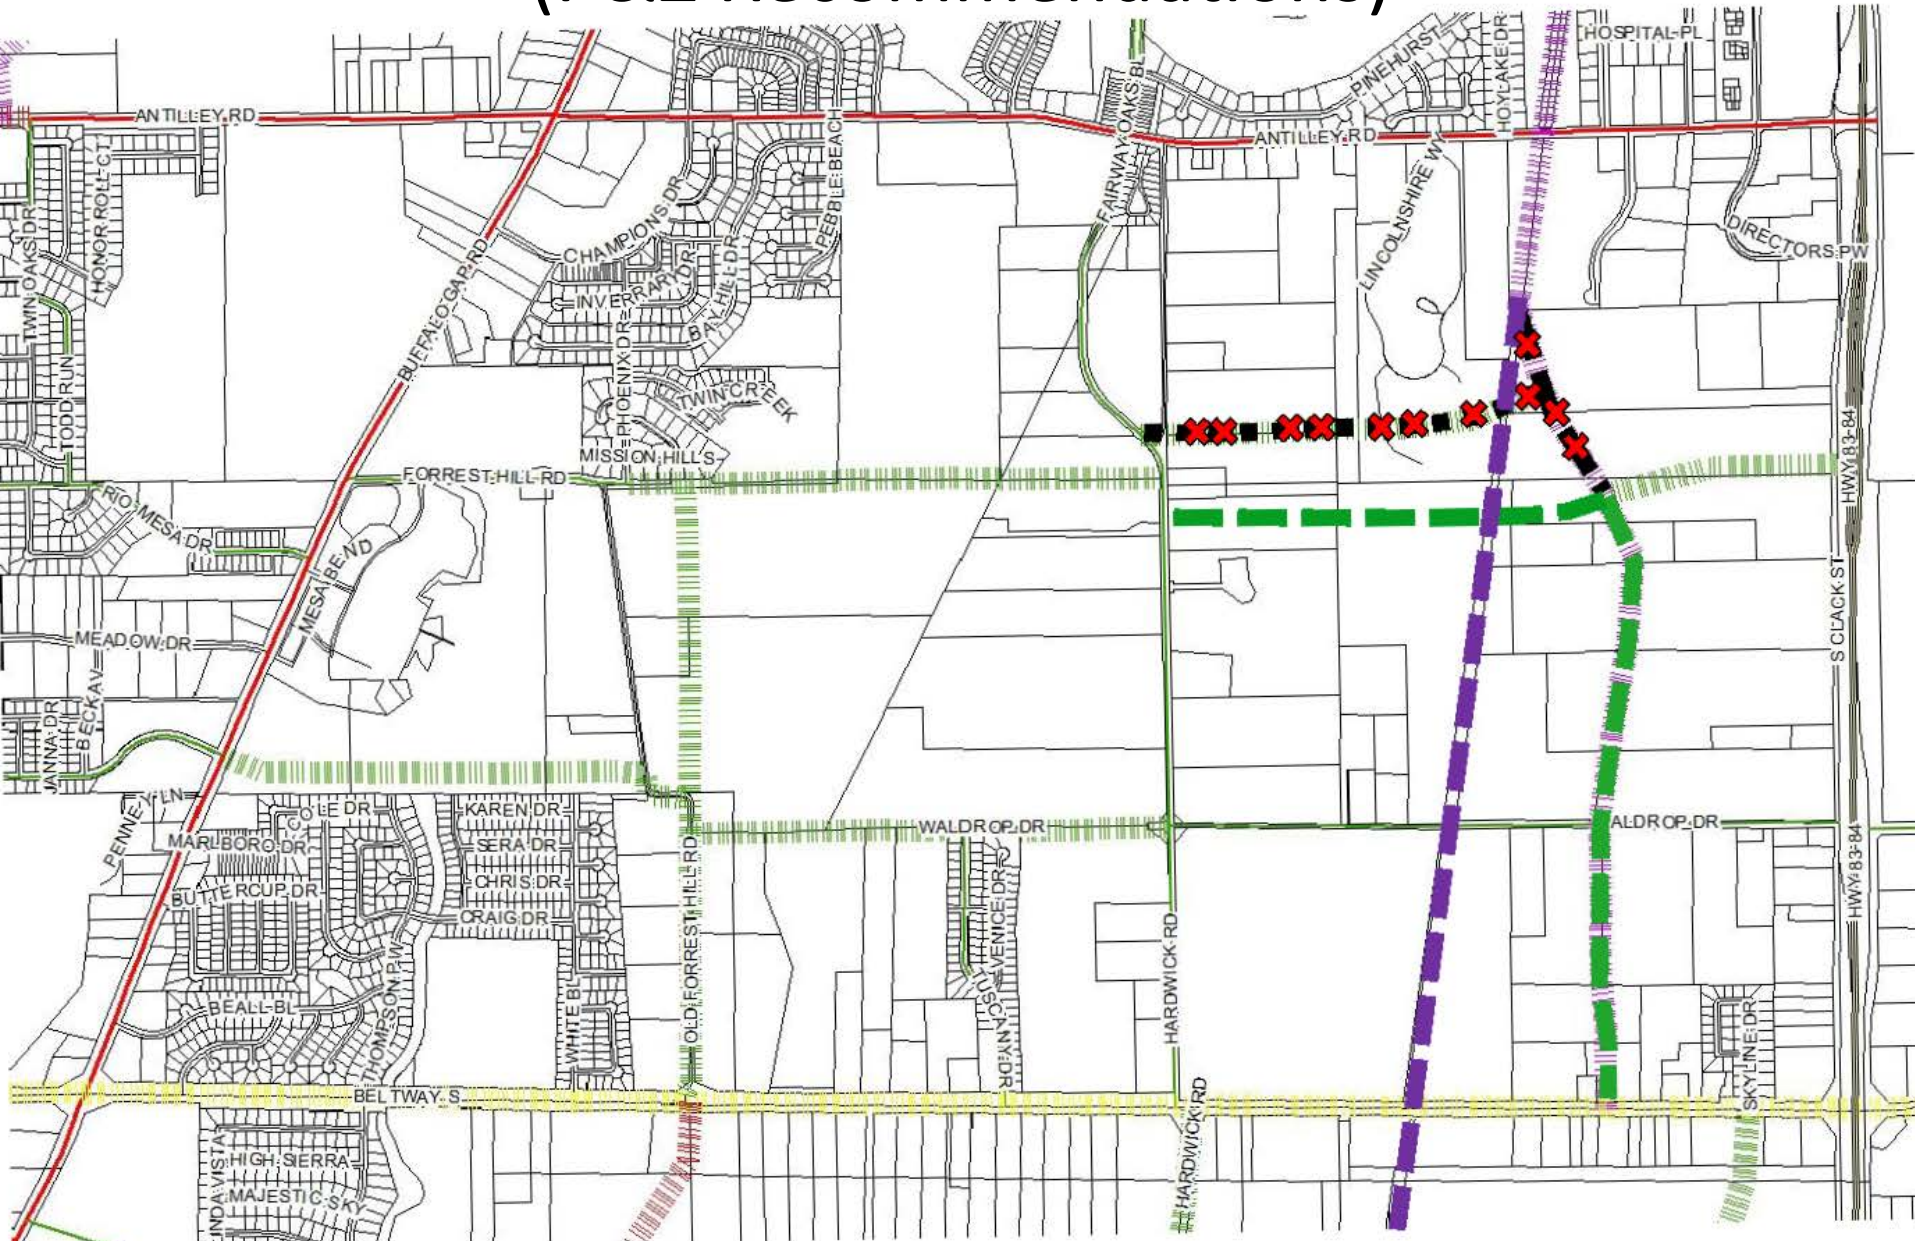 (P&Z Recommendations)
HOSPITAL PL
PINEHURST
HOYLAKE DR
ANTILLEY RD
ANTILLEY RD
FAIRWAY OAKS BL
HONOR ROLL CT
TWIN OAKS DR
PEBBLE BEACH
CHAMPIONS DR
FAIRWAY OAKS
LINCOLNSHIRE WY
DIRECTORS PW
INVERRARY DR
BAY HILL DR
BUFFALO GAP RD
PHOENIX DR
TWIN CREEK
TODD RUN
MISSION HILLS
FORREST HILL RD
HWY 83-84
RIO MESA DR
MESA BEND
MEADOW DR
S CLACK ST
BECK AV
JANNA DR
PENNEY LN
COLE DR
KAREN DR
MARLBORO DR
SERA DR
WALDROP DR
ALDROP DR
BUTTERCUP DR
CHRIS DR
CRAIG DR
OLD FORREST HILL RD
VENICE DR
HARDWICK RD
HWY 83-84
THOMPSON PW
BEALL BL
WHITE BL
TUSCANY DR
SKYLINE DR
BELTWAY S
HARDWICK RD
HIGH SIERRA
NDA VISTA
MAJESTIC SKY